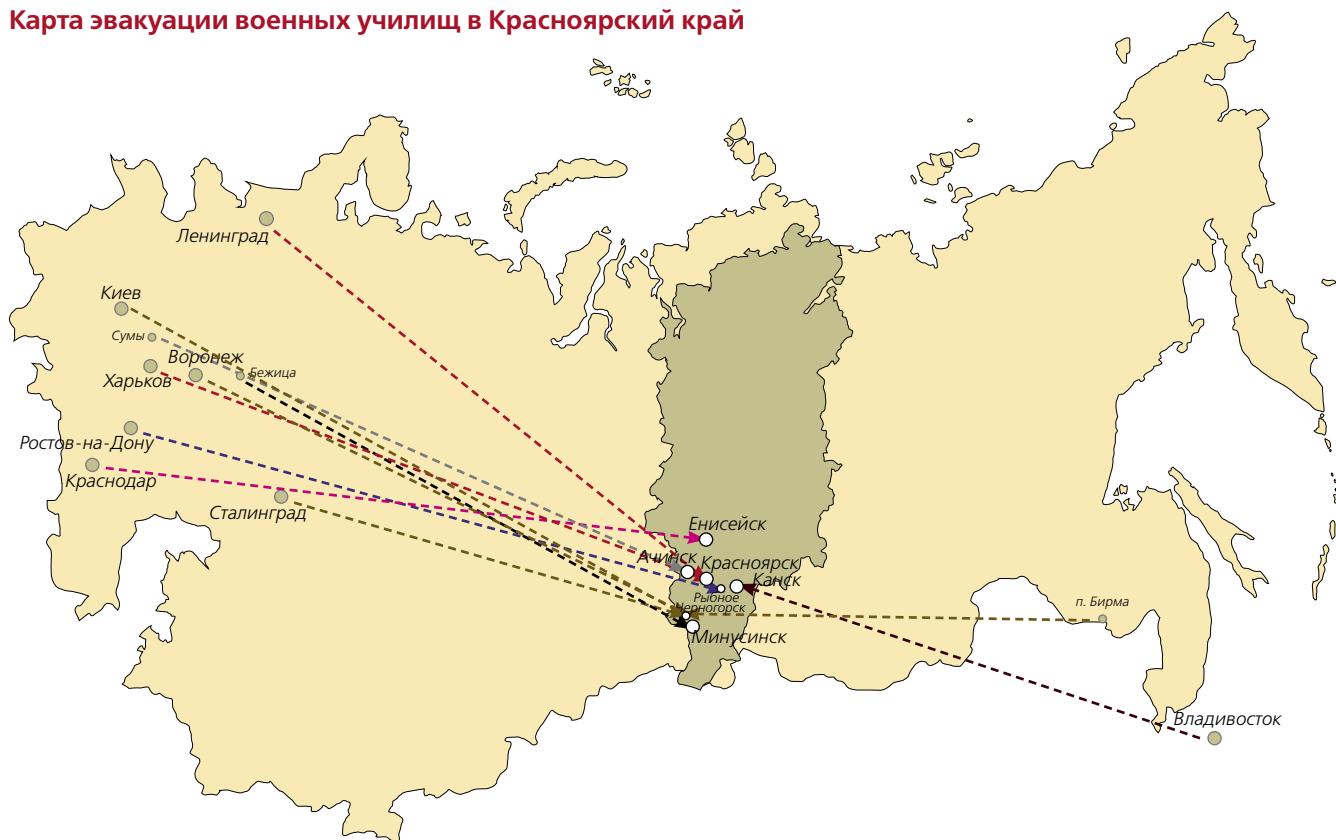 Карта эвакуации военных училищ в Красноярский край
Ленинград
Киев
Сумы
Воронеж
Бежица
Харьков
Ростов-на-Дону
Краснодар
Сталинград
Енисейск
Ачинск
Красноярск
Канск
Рыбное
Черногорск
п. Бирма
Минусинск
Владивосток